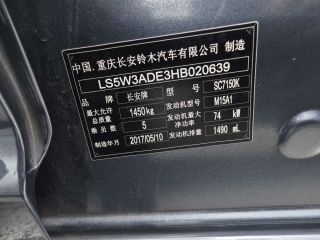 中国.重庆长安铃木汽车有限公司 制造
LS5W3ADE3HB020639
品牌 长安牌 型号 SC7150K
最大允许总质量 1450kg 发动机型号 M15A1
乘员数 5 发动机最大净功率 74 kW
制造年月 2017/05/10 发动机排量 1490 mL